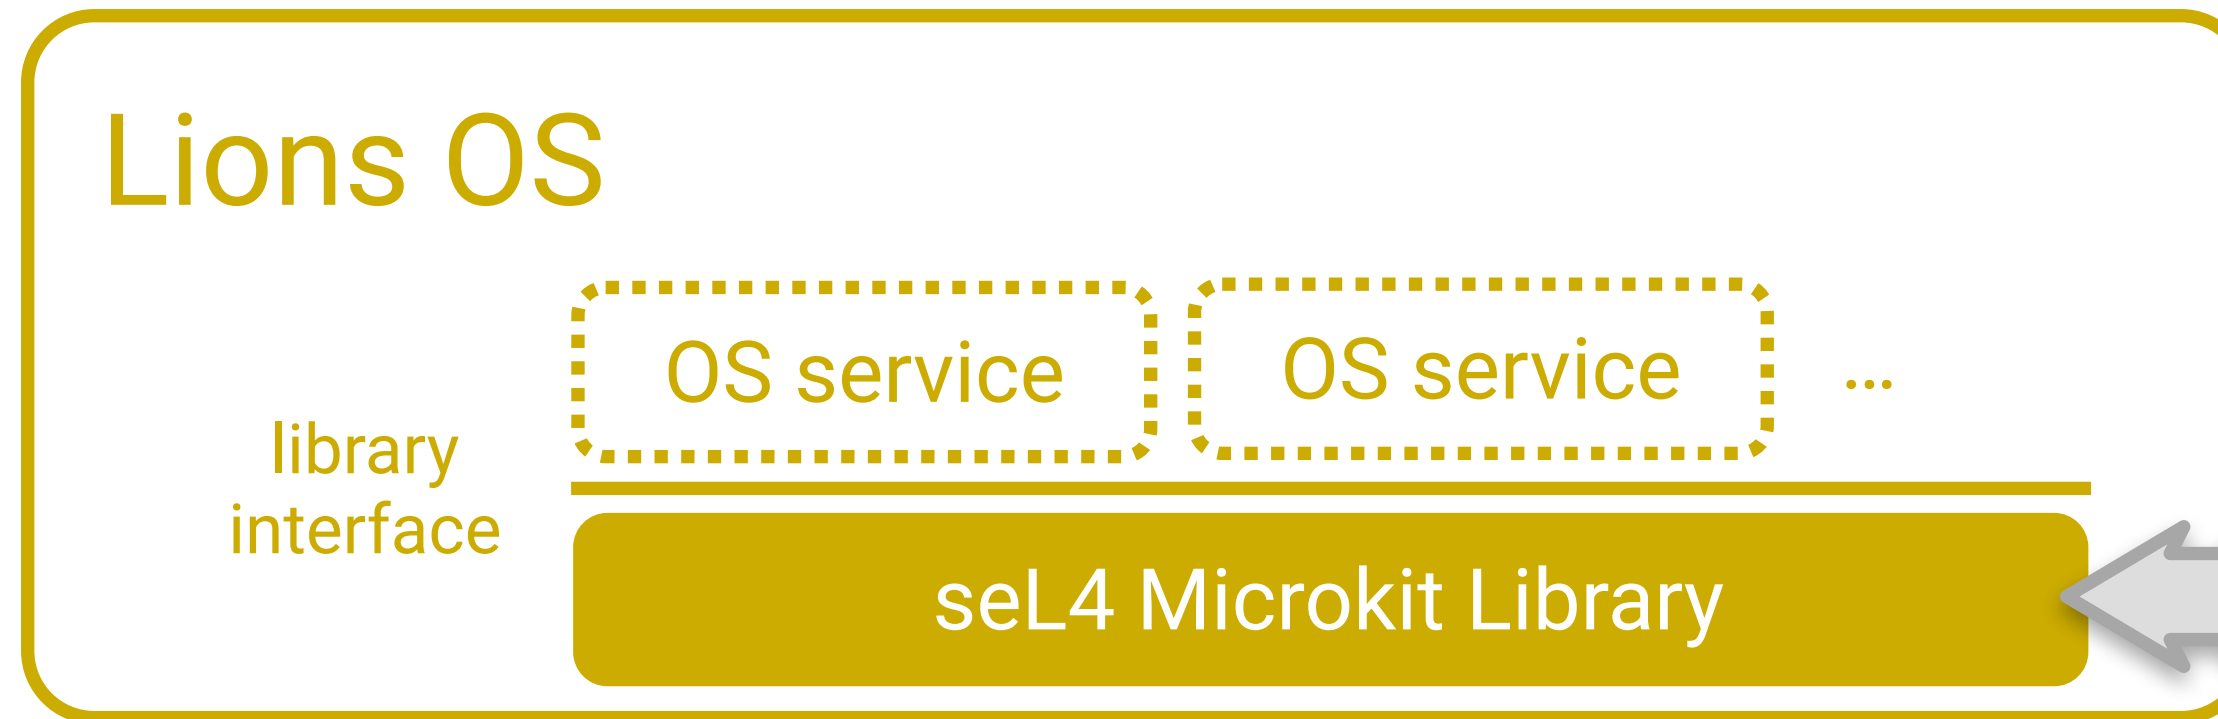 Lions OS
OS service
OS service
...
library
interface
seL4 Microkit Library